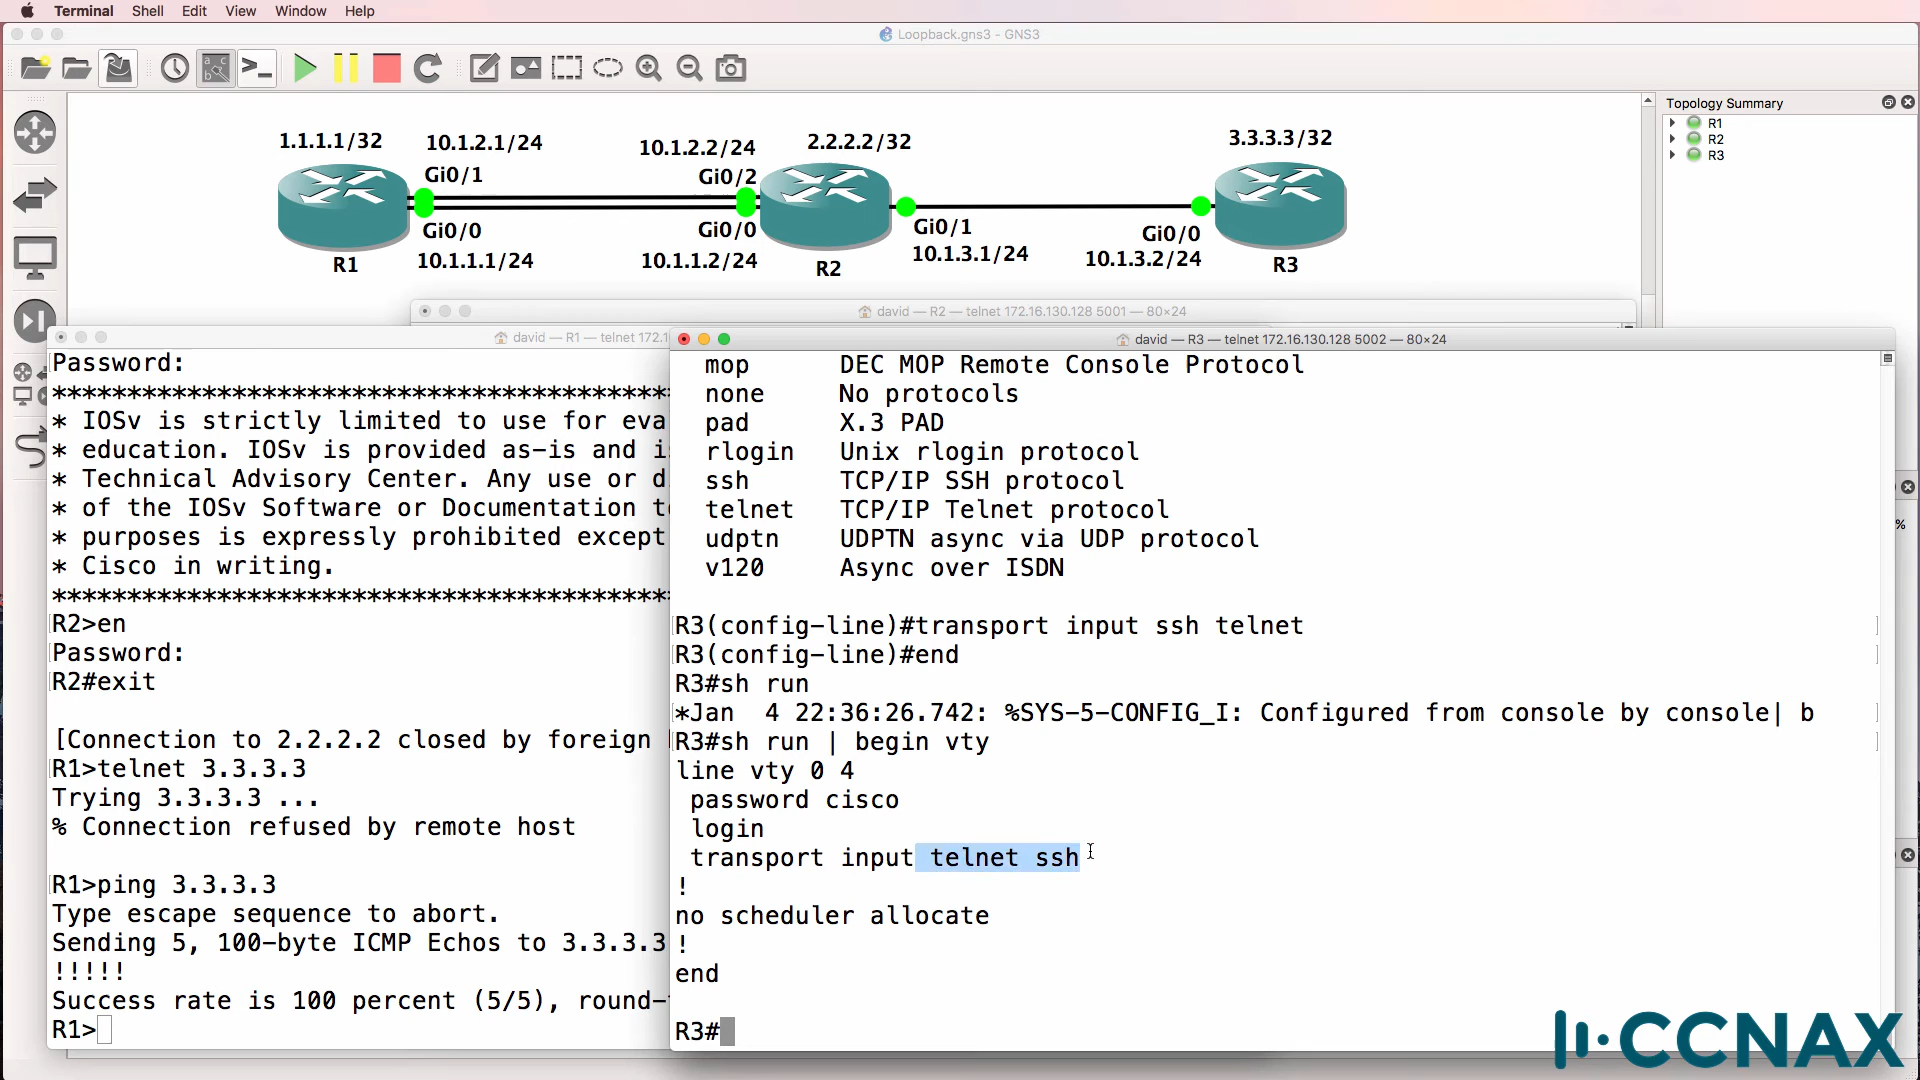 Terminal Shell Edit View Window Help
Loopback.gns3 - GNS3
Topology Summary
R1
R2
R3
1.1.1.1/32
10.1.2.1/24
Gi0/1
Gi0/0
10.1.1.1/24
R1
10.1.2.2/24
Gi0/2
Gi0/0
10.1.1.2/24
2.2.2.2/32
R2
Gi0/1
10.1.3.1/24
3.3.3.3/32
Gi0/0
10.1.3.2/24
R3
david — R2 — telnet 172.16.130.128 5001 — 80×24
david — R1 — telnet 172.1
Password:
*****************************************
* IOSv is strictly limited to use for eva
* education. IOSv is provided as-is and i
* Technical Advisory Center. Any use or d
* of the IOSv Software or Documentation t
* purposes is expressly prohibited except
* Cisco in writing.
*****************************************
R2>en
Password:
R2#exit
[Connection to 2.2.2.2 closed by foreign
R1>telnet 3.3.3.3
Trying 3.3.3.3 ...
% Connection refused by remote host
R1>ping 3.3.3.3
Type escape sequence to abort.
Sending 5, 100-byte ICMP Echos to 3.3.3.3
!!!!!
Success rate is 100 percent (5/5), round-
R1>
david — R3 — telnet 172.16.130.128 5002 — 80×24
mop DEC MOP Remote Console Protocol
none No protocols
pad X.3 PAD
rlogin Unix rlogin protocol
ssh TCP/IP SSH protocol
telnet TCP/IP Telnet protocol
udptn UDPTN async via UDP protocol
v120 Async over ISDN
R3(config-line)#transport input ssh telnet
R3(config-line)#end
R3#sh run
*Jan 4 22:36:26.742: %SYS-5-CONFIG_I: Configured from console by console| b
R3#sh run | begin vty
line vty 0 4
password cisco
login
transport input telnet ssh
!
no scheduler allocate
!
end
R3#
%
CCNAX